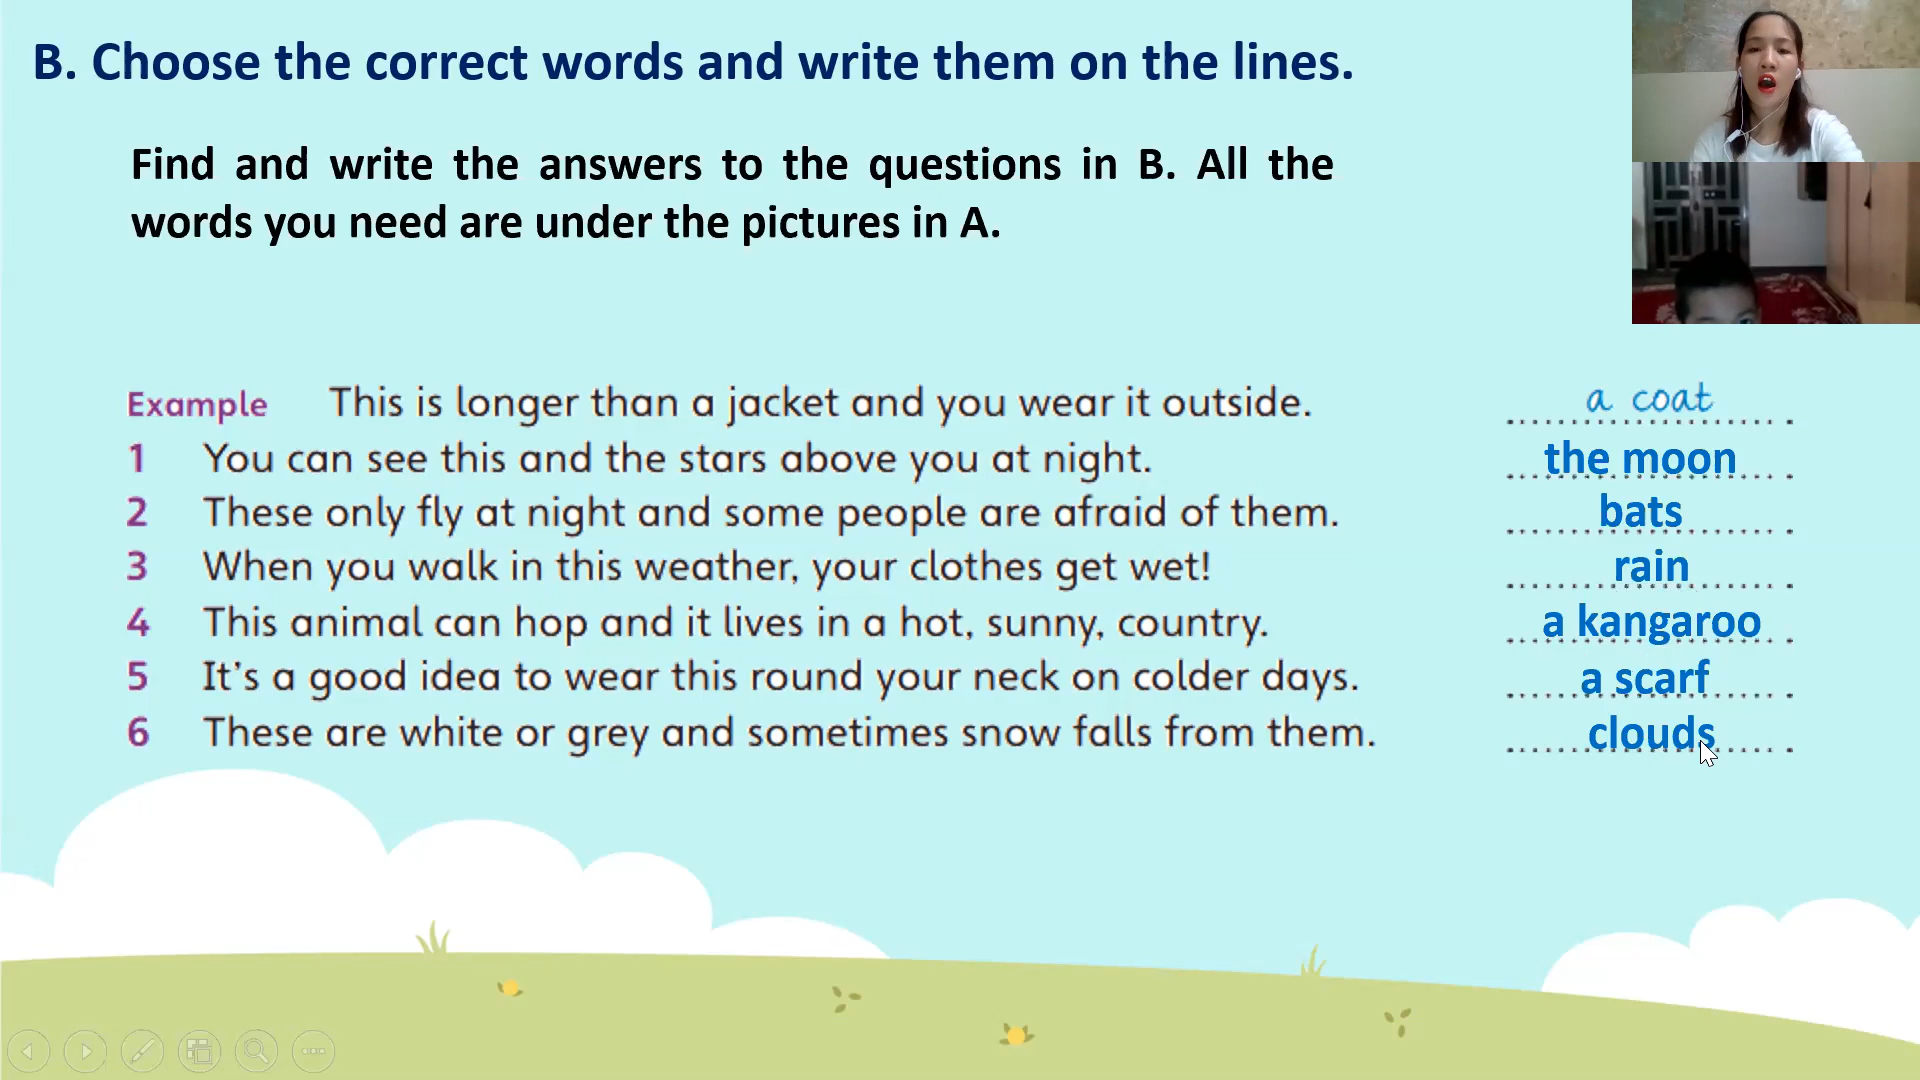 B. Choose the correct words and write them on the lines.
Find and write the answers to the questions in B. All the
words you need are under the pictures in A.
Example This is longer than a jacket and you wear it outside. a coat
1 You can see this and the stars above you at night. the moon
2 These only fly at night and some people are afraid of them. bats
3 When you walk in this weather, your clothes get wet! rain
4 This animal can hop and it lives in a hot, sunny, country. a kangaroo
5 It's a good idea to wear this round your neck on colder days. a scarf
6 These are white or grey and sometimes snow falls from them. clouds